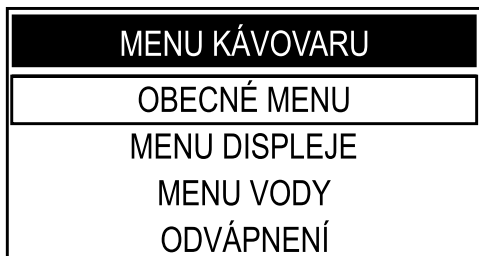 MENU KÁVOVARU
OBECNÉ MENU
MENU DISPLEJE
MENU VODY
ODVÁPNENÍ